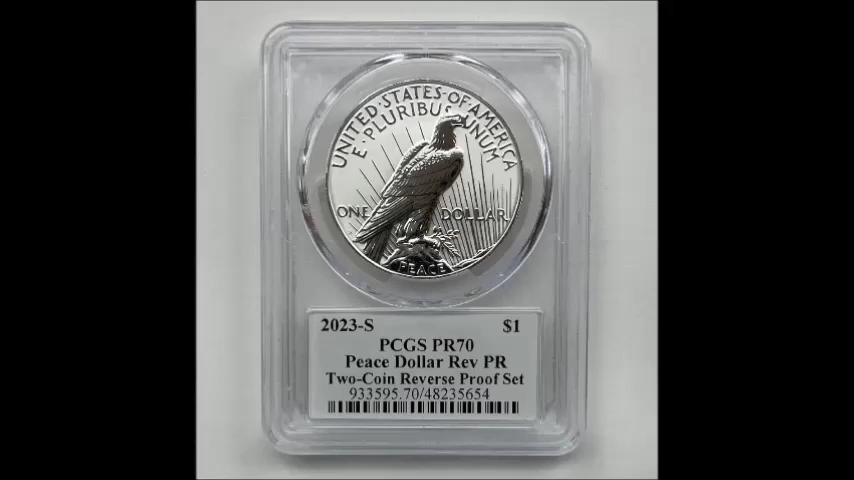 UNITED·STATES·OF·AMERICA
E·PLURIBUS UNUM
ONE DOLLAR
PEACE
2023-S $1
PCGS PR70
Peace Dollar Rev PR
Two-Coin Reverse Proof Set
933595.70/48235654